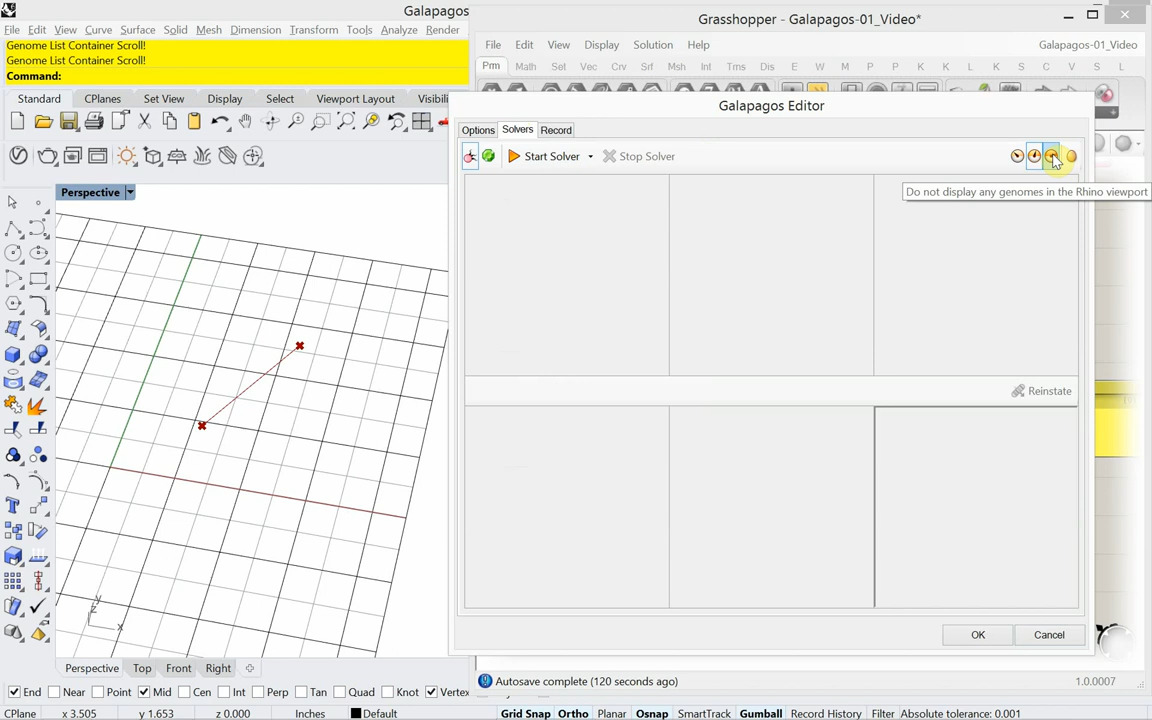 Galapagos
File Edit View Curve Surface Solid Mesh Dimension Transform Tools Analyze Render
Genome List Container Scroll!
Genome List Container Scroll!
Command:
Standard CPlanes Set View Display Select Viewport Layout Visibili
Perspective
z
y
x
Perspective Top Front Right
End Near Point Mid Cen Int Perp Tan Quad Knot Vertex
CPlane x 3.505 y 1.653 z 0.000 Inches Default Grid Snap Ortho Planar Osnap SmartTrack Gumball Record History Filter Absolute tolerance: 0.001
Grasshopper - Galapagos-01_Video*
File Edit View Display Solution Help Galapagos-01_Video
Prm Math Set Vec Crv Srf Msh Int Tms Dis E W M P P K K L K S C V S L
Galapagos Editor
Options Solvers Record
Start Solver Stop Solver
Do not display any genomes in the Rhino viewport
Reinstate
OK Cancel
Autosave complete (120 seconds ago) 1.0.0007